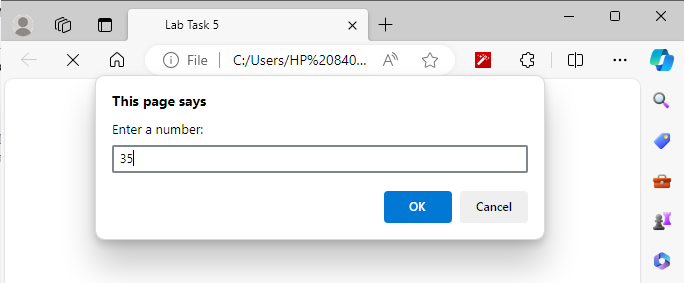 Lab Task 5
File
C:/Users/HP%20840...
This page says
Enter a number:
35
OK
Cancel